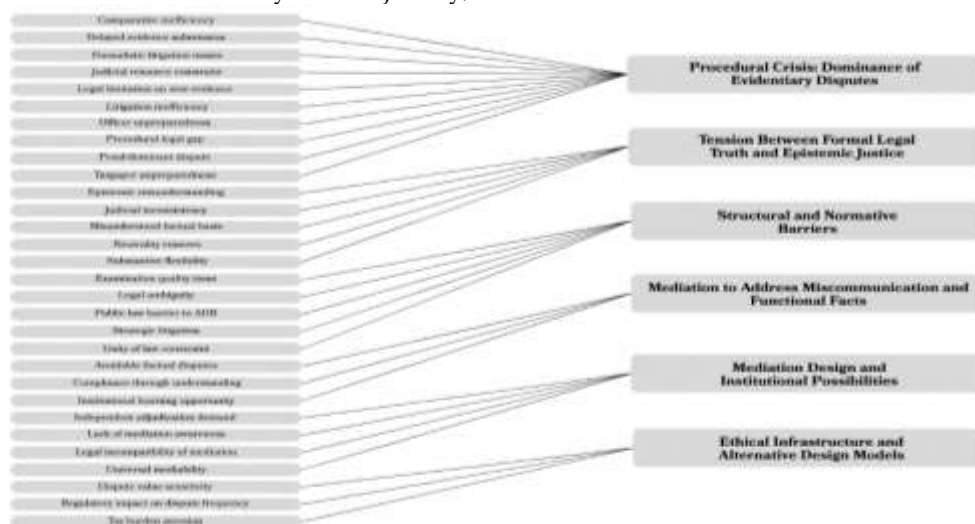 Comparative inefficiency
Delayed evidence submission
Formalistic litigation issues
Judicial resource constraint
Legal limitation on new evidence
Litigation inefficiency
Officer unpreparedness
Procedural legal gap
dispute
Taxpayer unpreparedness
Epistemic misunderstanding
Judicial inconsistency
Misunderstood factual basis
Neutrality concern
Substantive flexibility
Examination quality issue
Legal ambiguity
Public law barrier to ADR
Strategic litigation
Unity of law constraint
Avoidable factual disputes
Compliance through understanding
Institutional learning opportunity
Independent adjudication demand
Lack of mediation awareness
Legal incompatibility of mediation
Universal
Dispute value sensitivity
Regulatory impact on dispute frequency
Tax burden
Procedural Crisis: Dominance of
Evidentiary Disputes
Tension Between Formal Legal
Truth and Epistemic Justice
Structural and Normative
Barriers
Mediation to Address Miscommunication and
Functional Facts
Mediation Design and
Institutional Possibilities
Ethical Infrastructure and
Alternative Design Models